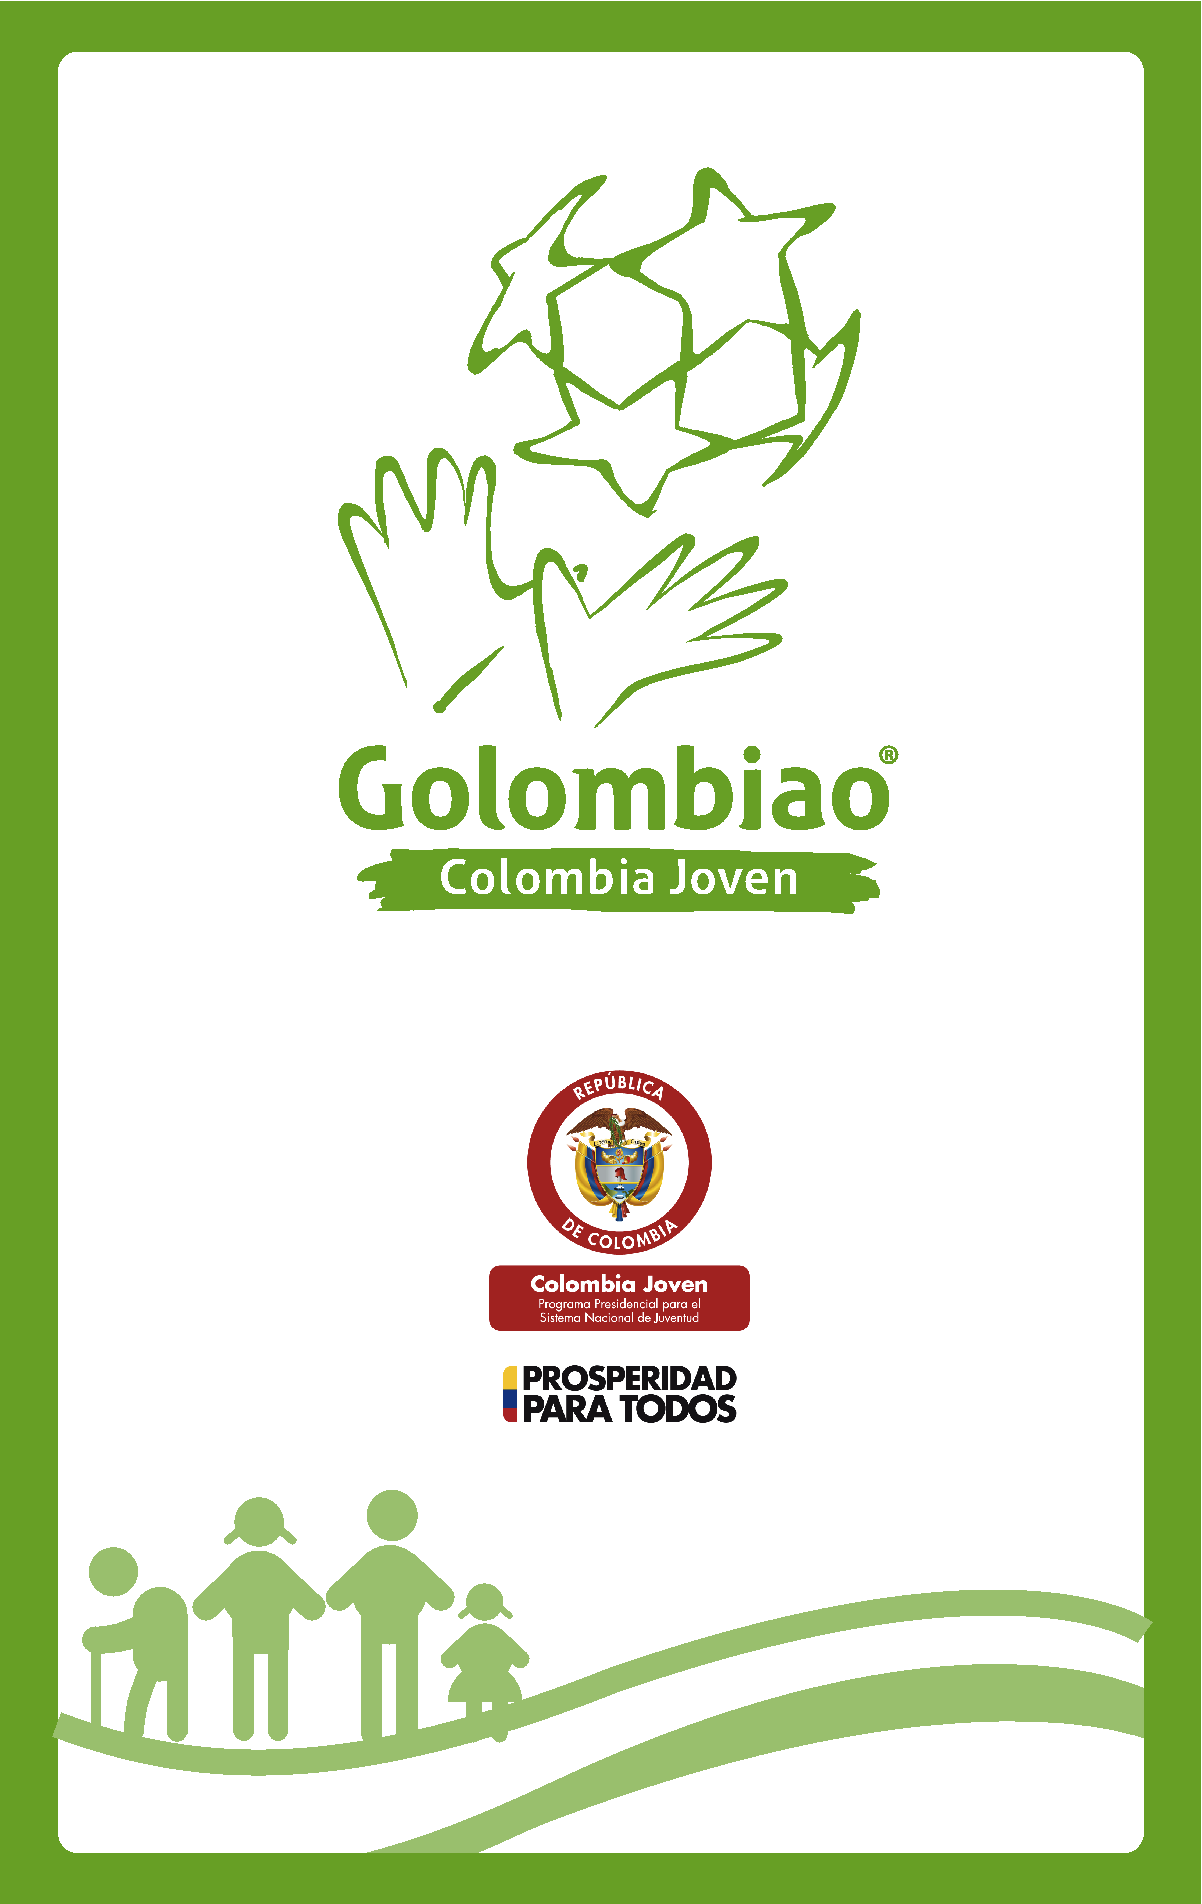 Golombiao®
Colombia Joven
REPÚBLICA
DE COLOMBIA
Colombia Joven
Programa Presidencial para el
Sistema Nacional de Juventud
PROSPERIDAD
PARA TODOS